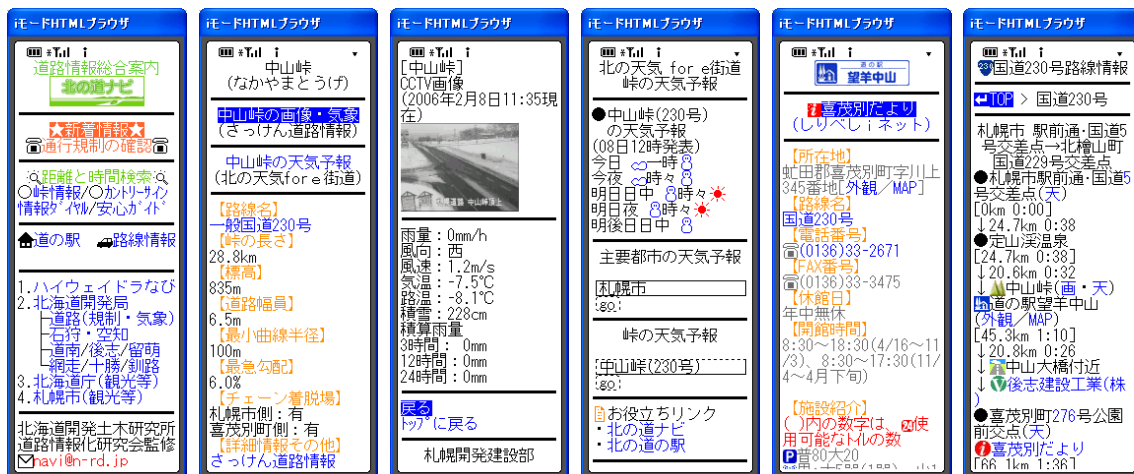 iモードHTMLブラウザ
道路情報総合案内
北の道ナビ
★新着情報★
通行規制の確認
距離と時間検索
○峠情報/○カントリーサイン
情報ダイヤル/安心ガイド
道の駅 路線情報
1.ハイウェイドラなび
2.北海道開発局
├道路(規制・気象)
├石狩・空知
├道南/後志/留萌
└網走/十勝/釧路
3.北海道庁(観光等)
4.札幌市(観光等)
北海道開発土木研究所
道路情報化研究会監修
navi@n-rd.jp
iモードHTMLブラウザ
中山峠
(なかやまとうげ)
中山峠の画像・気象
(さっけん道路情報)
中山峠の天気予報
(北の天気for e街道)
【路線名】
一般国道230号
【峠の長さ】
28.8km
【標高】
835m
【道路幅員】
6.5m
【最小曲線半径】
100m
【最急勾配】
6.0%
【チェーン着脱場】
札幌市側：有
喜茂別町側：有
【詳細情報その他】
さっけん道路情報
iモードHTMLブラウザ
[中山峠]
CCTV画像
(2006年2月8日11:35現
在)
札幌道路 中山峠頂上
雨量：0mm/h
風向：西
風速：1.2m/s
気温：-7.5℃
路温：-8.1℃
積雪：228cm
積算雨量
3時間： 0mm
12時間： 0mm
24時間： 0mm
戻る
トップに戻る
札幌開発建設部
iモードHTMLブラウザ
北の天気 for e街道
峠の天気予報
●中山峠(230号)
の天気予報
(08日12時発表)
今日 一時
今夜 時々
明日日中 時々
明日夜 時々
明後日日中
主要都市の天気予報
札幌市
go
峠の天気予報
中山峠(230号)
go
お役立ちリンク
・北の道ナビ
・北の道の駅
iモードHTMLブラウザ
道の駅
望羊中山
喜茂別だより
(しりべしｉネット)
【所在地】
虻田郡喜茂別町字川上
345番地[外観／MAP]
【路線名】
国道230号
【電話番号】
(0136)33-2671
【FAX番号】
(0136)33-3475
【休館日】
年中無休
【開館時間】
8:30～18:30(4/16～11
/3)、8:30～17:30(11/
4～4月下旬)
【施設紹介】
( )内の数字は、24使
用可能なトイレの数
P普80大20
iモードHTMLブラウザ
230国道230号路線情報
TOP > 国道230号
札幌市 駅前通・国道5
号交差点→北檜山町
国道229号交差点
●札幌市駅前通・国道5
号交差点(天)
[0km 0:00]
↓24.7km 0:38
●定山渓温泉
[24.7km 0:38]
↓20.6km 0:32
↓中山峠(画・天)
道の駅望羊中山
(外観／MAP)
[45.3km 1:10]
↓20.8km 0:26
↓中山大橋付近
↓後志建設工業(株
)
●喜茂別町276号公園
前交差点(天)
喜茂別だより
[66.1km 1:36]